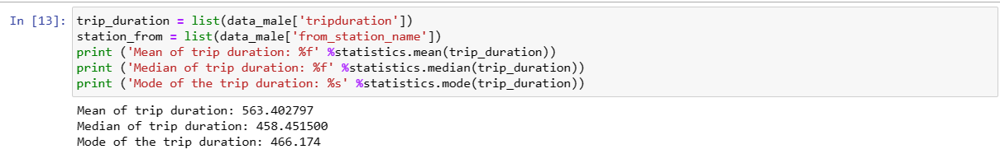 In [13]: trip_duration = list(data_male['tripduration'])
station_from = list(data_male['from_station_name'])
print ('Mean of trip duration: %f' %statistics.mean(trip_duration))
print ('Median of trip duration: %f' %statistics.median(trip_duration))
print ('Mode of the trip duration: %s' %statistics.mode(trip_duration))
Mean of trip duration: 563.402797
Median of trip duration: 458.451500
Mode of the trip duration: 466.174